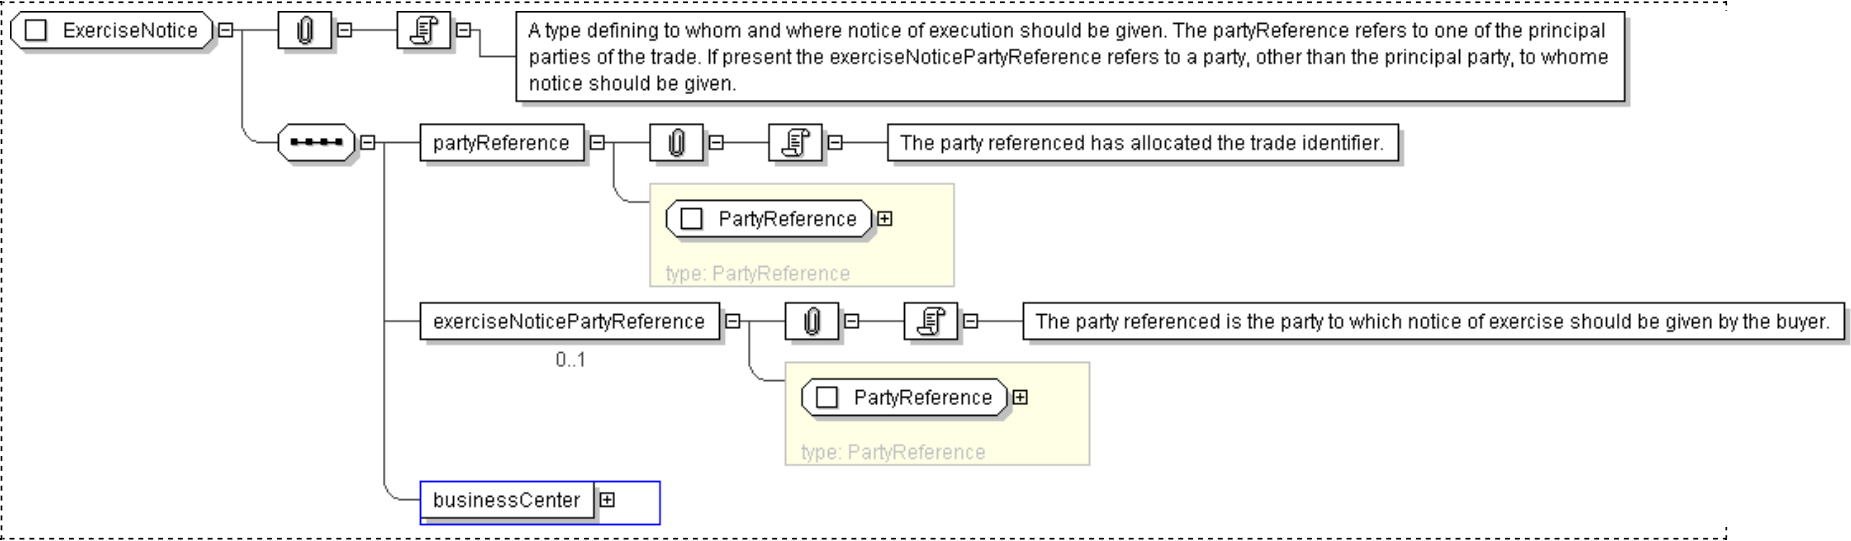 ExerciseNotice
A type defining to whom and where notice of execution should be given. The partyReference refers to one of the principal
parties of the trade. If present the exerciseNoticePartyReference refers to a party, other than the principal party, to whome
notice should be given.
partyReference
The party referenced has allocated the trade identifier.
PartyReference
type: PartyReference
exerciseNoticePartyReference
The party referenced is the party to which notice of exercise should be given by the buyer.
0..1
PartyReference
type: PartyReference
businessCenter